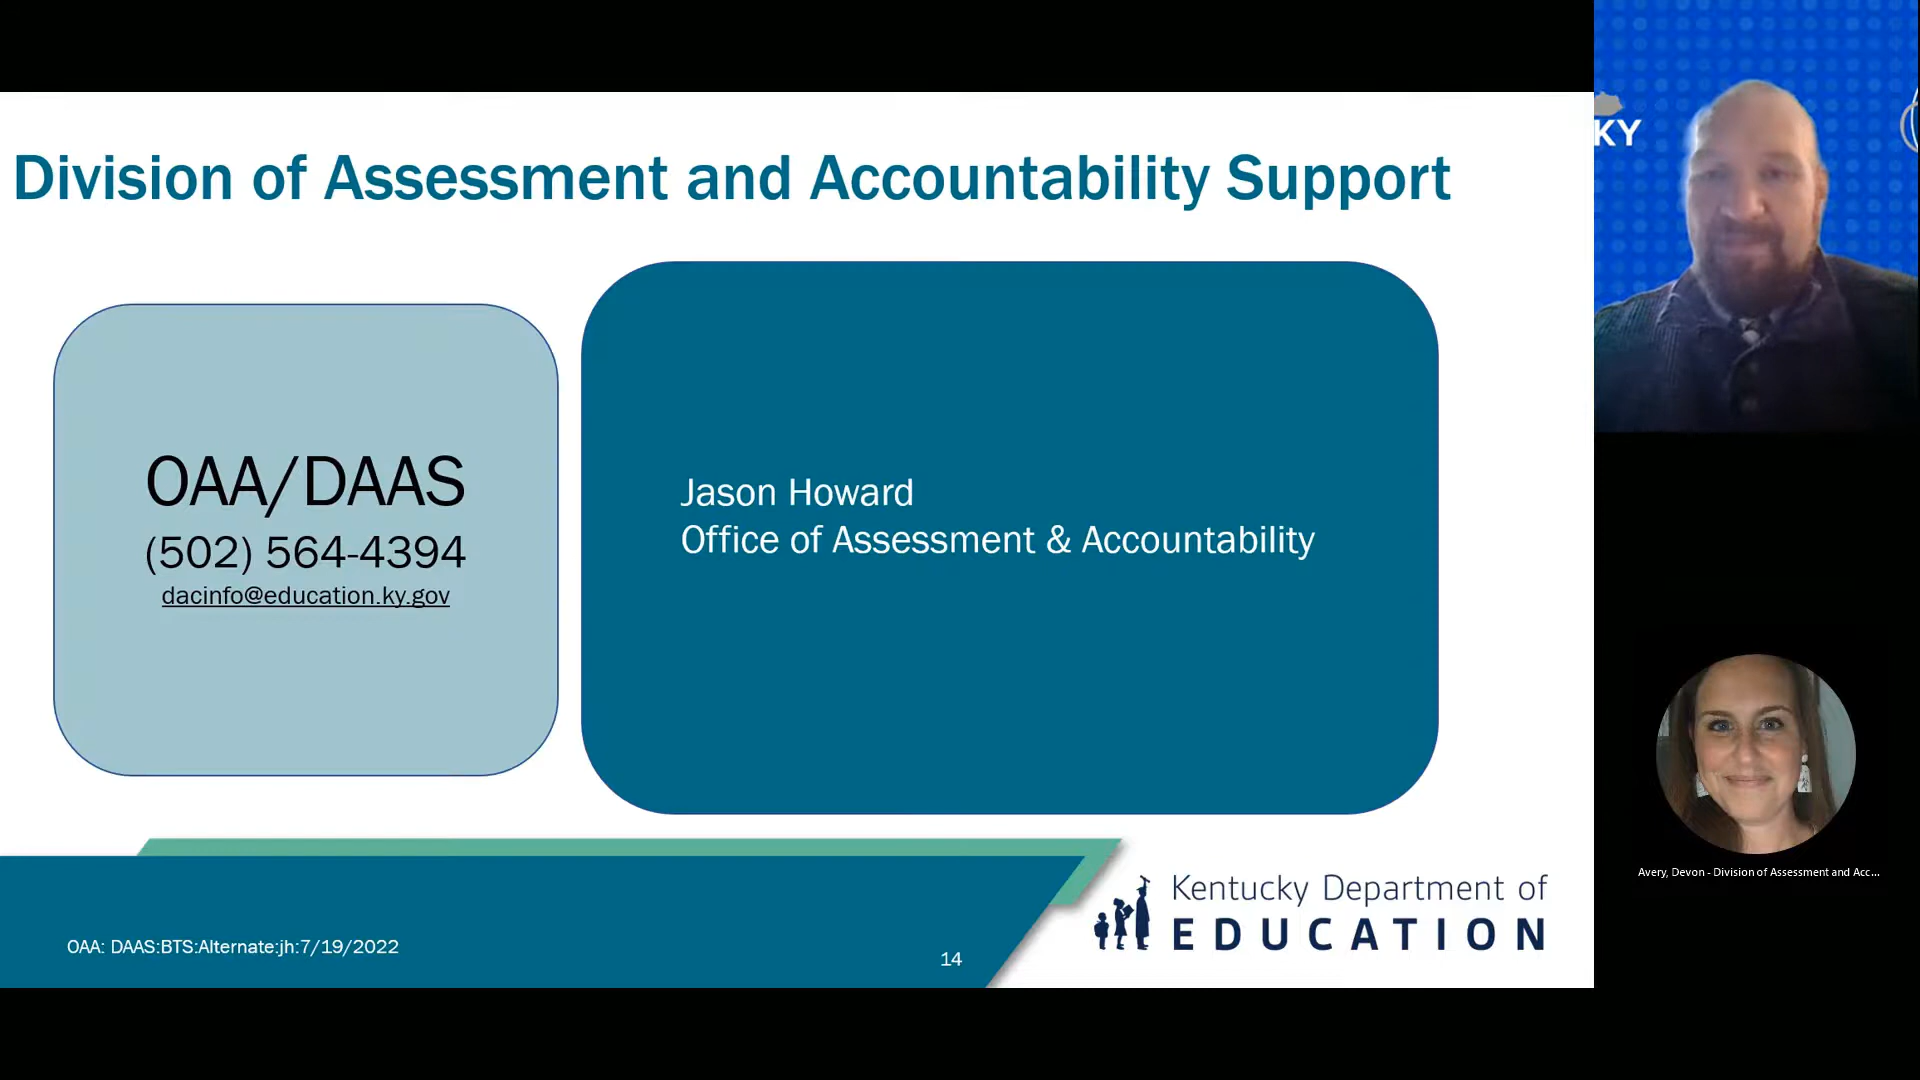 Division of Assessment and Accountability Support
OAA/DAAS
(502) 564-4394
dacinfo@education.ky.gov
Jason Howard
Office of Assessment & Accountability
OAA: DAAS:BTS:Alternate:jh:7/19/2022
14
Kentucky Department of
EDUCATION
KY
Avery, Devon - Division of Assessment and Acc...